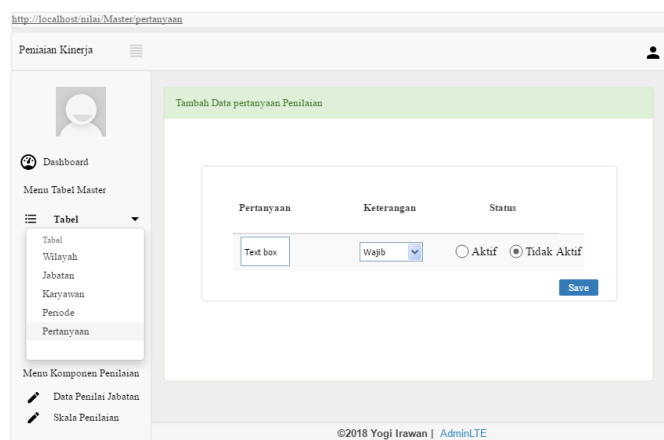 http://localhost/nilai/Master/pertanyaan
Peniaian Kinerja
Tambah Data pertanyaan Penilaian
Dashboard
Menu Tabel Master
Tabel
Tabel
Wilayah
Jabatan
Karyawan
Periode
Pertanyaan
Pertanyaan Keterangan Status
Text box Wajib Aktif Tidak Aktif
Save
Menu Komponen Penilaian
Data Penilai Jabatan
Skala Penilaian
©2018 Yogi Irawan | AdminLTE